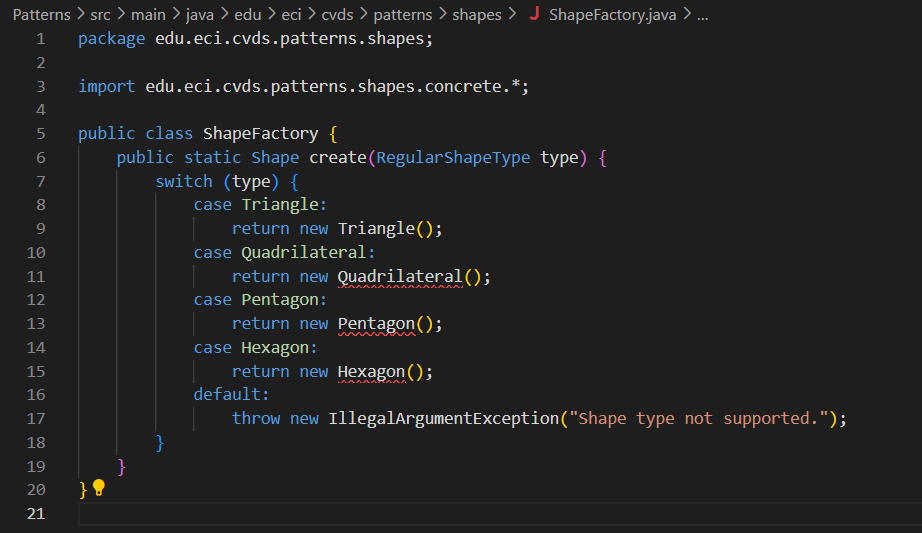 Patterns > src > main > java > edu > eci > cvds > patterns > shapes > J ShapeFactory.java > ...
1 package edu.eci.cvds.patterns.shapes;
2
3 import edu.eci.cvds.patterns.shapes.concrete.*;
4
5 public class ShapeFactory {
6     public static Shape create(RegularShapeType type) {
7         switch (type) {
8             case Triangle:
9                 return new Triangle();
10             case Quadrilateral:
11                 return new Quadrilateral();
12             case Pentagon:
13                 return new Pentagon();
14             case Hexagon:
15                 return new Hexagon();
16             default:
17                 throw new IllegalArgumentException("Shape type not supported.");
18         }
19     }
20 }
21